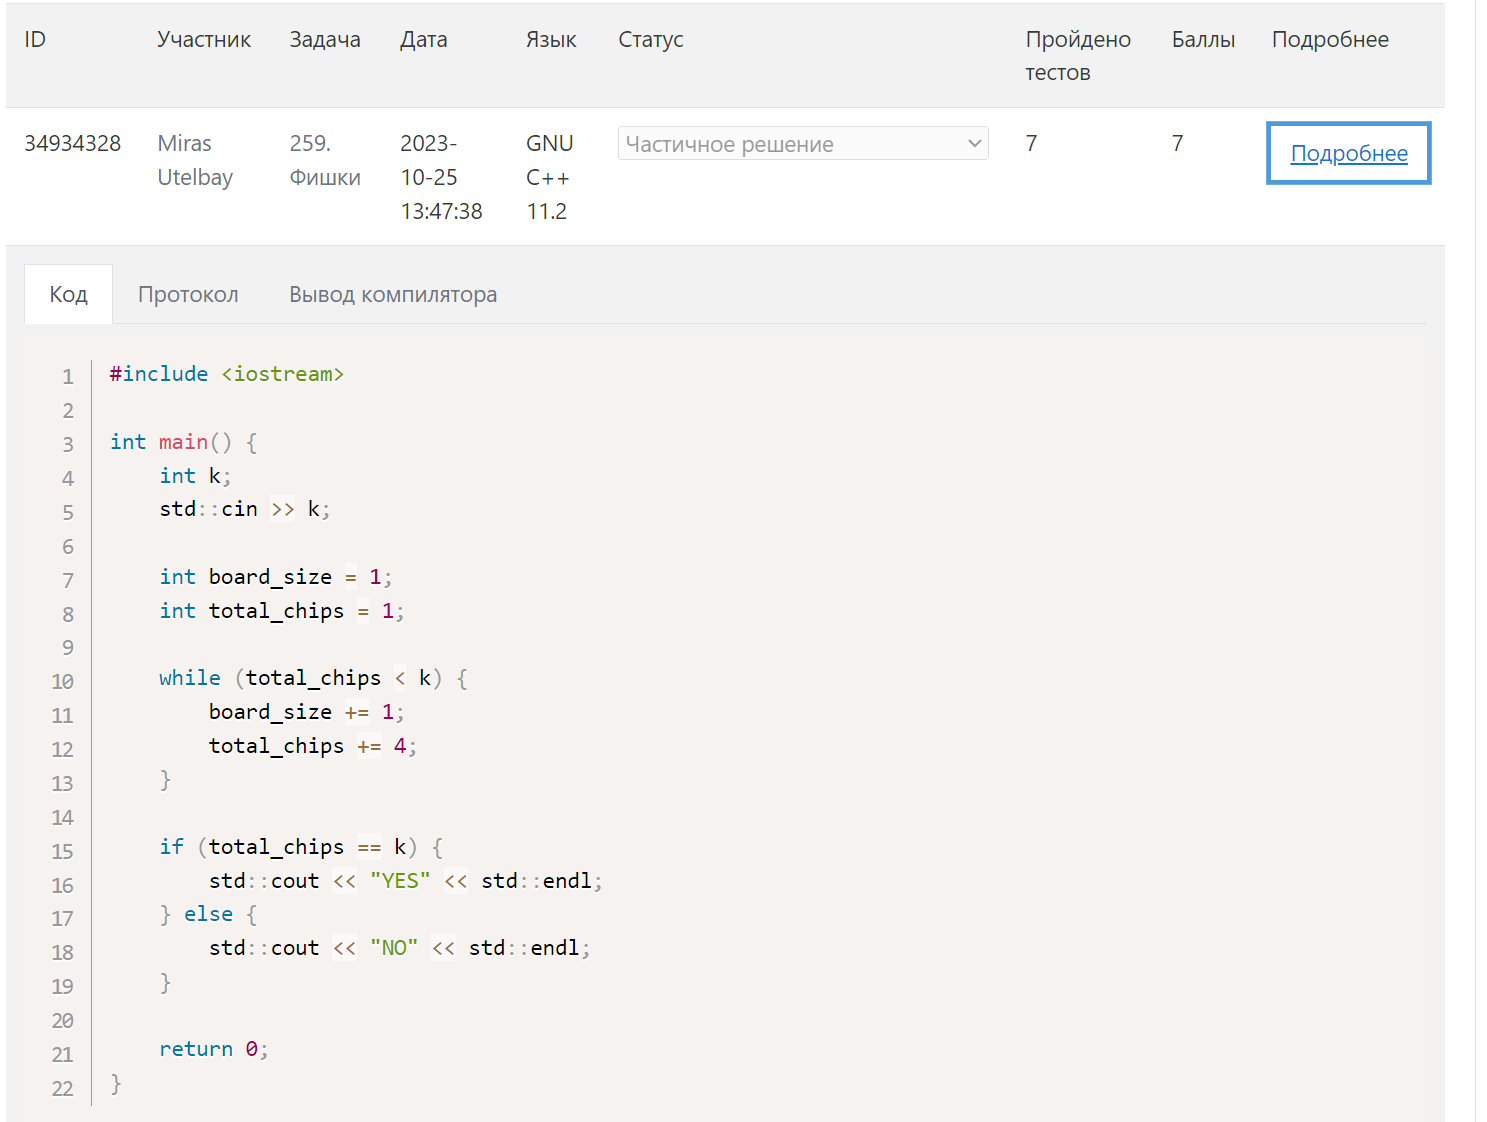 ID Участник Задача Дата Язык Статус Пройдено тестов Баллы Подробнее
34934328 Miras Utelbay 259. Фишки 2023-10-25 13:47:38 GNU C++ 11.2 Частичное решение 7 7 Подробнее
Код Протокол Вывод компилятора
1 #include <iostream>
2
3 int main() {
4     int k;
5     std::cin >> k;
6
7     int board_size = 1;
8     int total_chips = 1;
9
10     while (total_chips < k) {
11         board_size += 1;
12         total_chips += 4;
13     }
14
15     if (total_chips == k) {
16         std::cout << "YES" << std::endl;
17     } else {
18         std::cout << "NO" << std::endl;
19     }
20
21     return 0;
22 }